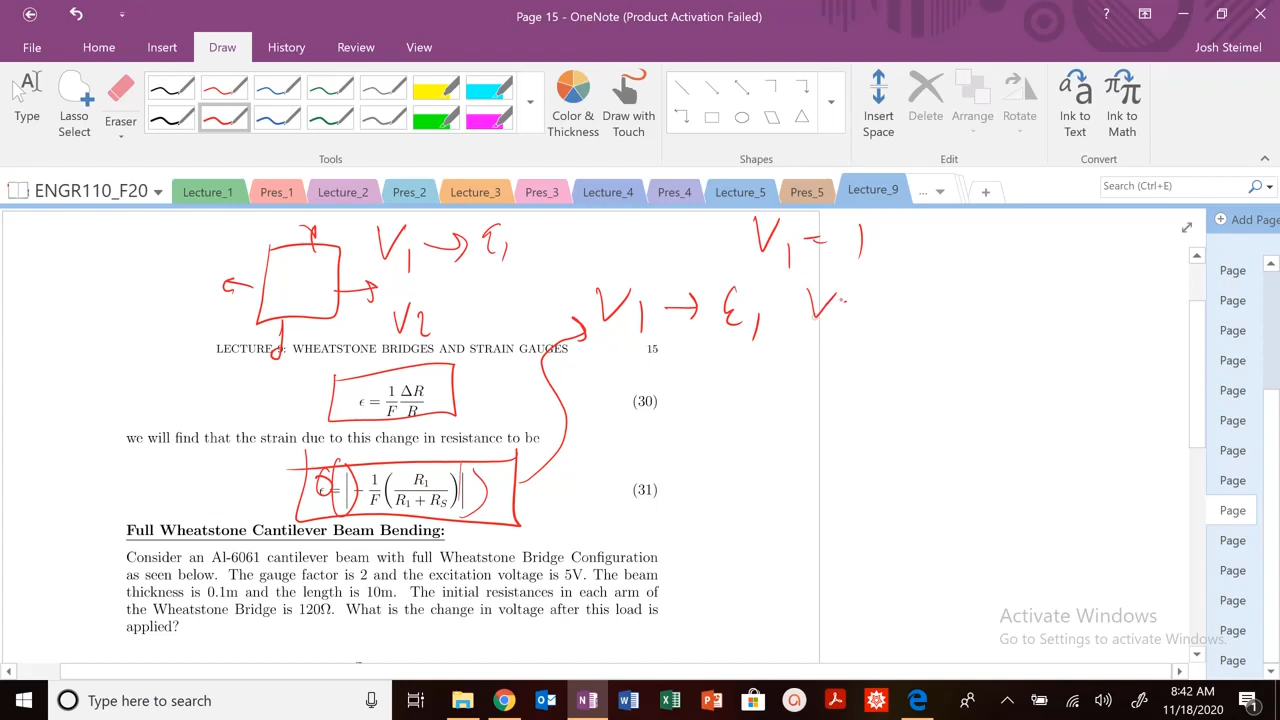 Page 15 - OneNote (Product Activation Failed)
File Home Insert Draw History Review View Josh Steimel
Type Lasso Select Eraser Color & Thickness Draw with Touch Insert Space Delete Arrange Rotate Ink to Text Ink to Math
Tools Shapes Edit Convert
ENGR110_F20 Lecture_1 Pres_1 Lecture_2 Pres_2 Lecture_3 Pres_3 Lecture_4 Pres_4 Lecture_5 Pres_5 Lecture_9 ... Search (Ctrl+E)
Add Page
V₁ → ε₁
V₁ = 1
V2
V₁ → ε₁ V
LECTURE 9: WHEATSTONE BRIDGES AND STRAIN GAUGES 15
ϵ = 1/F ΔR/R (30)
we will find that the strain due to this change in resistance to be
ϵ = |− 1/F (R₁/(R₁ + R_S))| (31)
Full Wheatstone Cantilever Beam Bending:
Consider an Al-6061 cantilever beam with full Wheatstone Bridge Configuration
as seen below. The gauge factor is 2 and the excitation voltage is 5V. The beam
thickness is 0.1m and the length is 10m. The initial resistances in each arm of
the Wheatstone Bridge is 120Ω. What is the change in voltage after this load is
applied?
Page
Page
Page
Page
Page
Page
Page
Page
Page
Page
Page
Page
Page
Page
Activate Windows
Go to Settings to activate Windows.
Type here to search
8:42 AM
11/18/2020